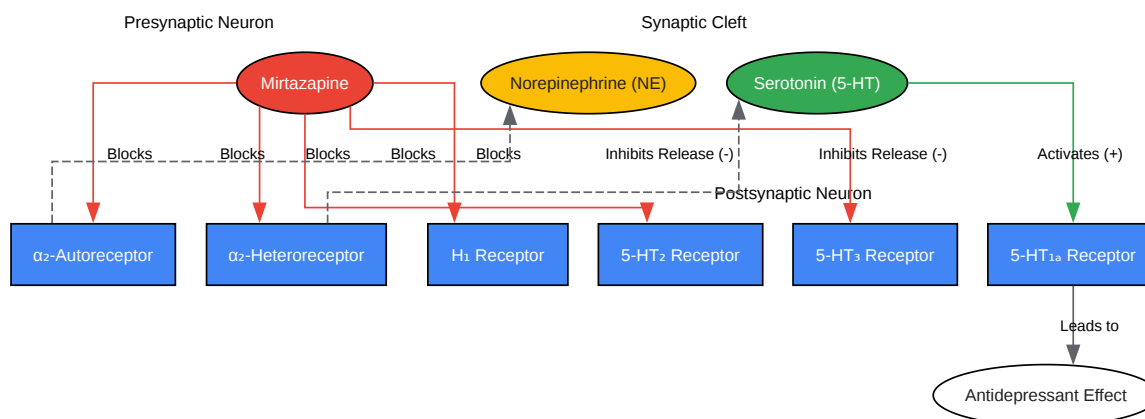 Presynaptic Neuron
Synaptic Cleft
Mirtazapine
Norepinephrine (NE)
Serotonin (5-HT)
Blocks
Blocks
Blocks
Blocks
Blocks
Inhibits Release (-)
Inhibits Release (-)
Activates (+)
Postsynaptic Neuron
α₂-Autoreceptor
α₂-Heteroreceptor
H₁ Receptor
5-HT₂ Receptor
5-HT₃ Receptor
5-HT₁ₐ Receptor
Leads to
Antidepressant Effect